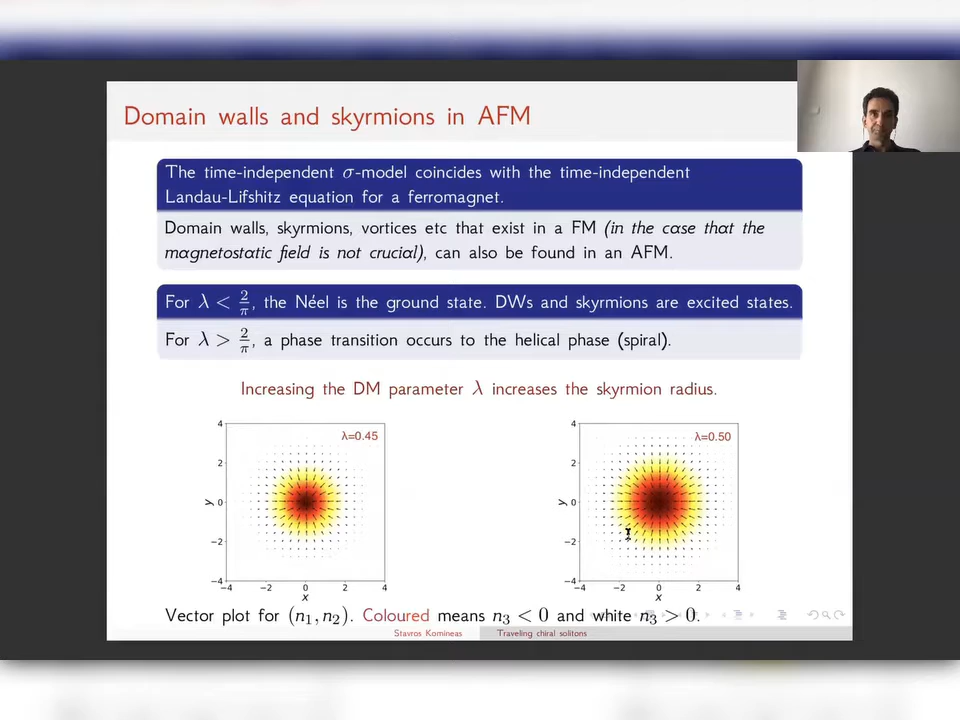 Domain walls and skyrmions in AFM
The time-independent σ-model coincides with the time-independent
Landau-Lifshitz equation for a ferromagnet.
Domain walls, skyrmions, vortices etc that exist in a FM (in the case that the
magnetostatic field is not crucial), can also be found in an AFM.
For λ < 2/π, the Néel is the ground state. DWs and skyrmions are excited states.
For λ > 2/π, a phase transition occurs to the helical phase (spiral).
Increasing the DM parameter λ increases the skyrmion radius.
4
2
0
−2
−4
y
λ=0.45
−4 −2 0 2 4
x
4
2
0
−2
−4
y
λ=0.50
−4 −2 0 2 4
x
Vector plot for (n₁, n₂). Coloured means n₃ < 0 and white n₃ > 0.
Stavros Komineas Traveling chiral solitons